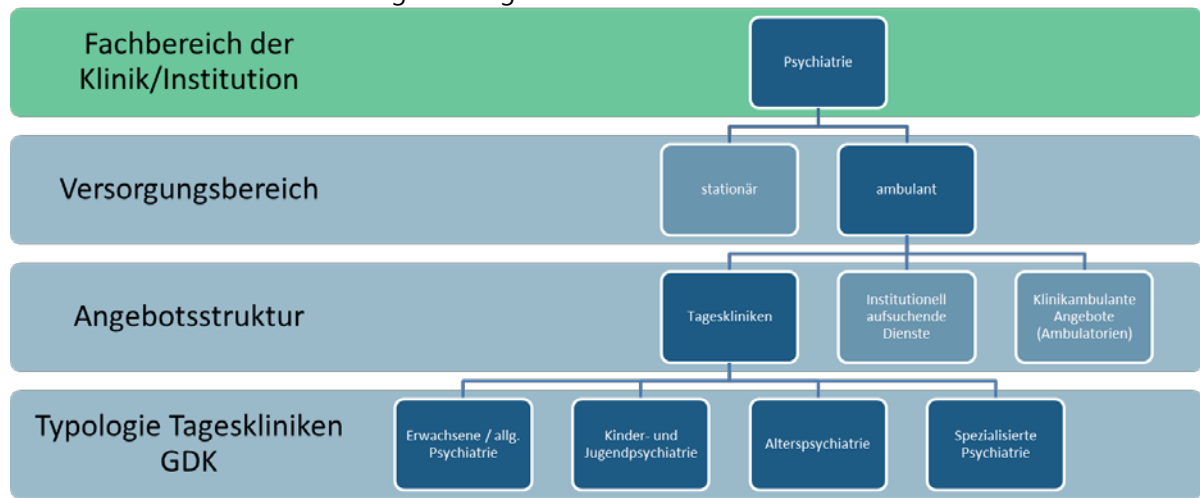 Fachbereich der
Klinik/Institution
Psychiatrie
Versorgungsbereich
stationär
ambulant
Angebotsstruktur
Tageskliniken
Institutionell
aufsuchende
Dienste
Klinikambulante
Angebote
(Ambulatorien)
Typologie Tageskliniken
GDK
Erwachsene / allg.
Psychiatrie
Kinder- und
Jugendpsychiatrie
Alterspsychiatrie
Spezialisierte
Psychiatrie